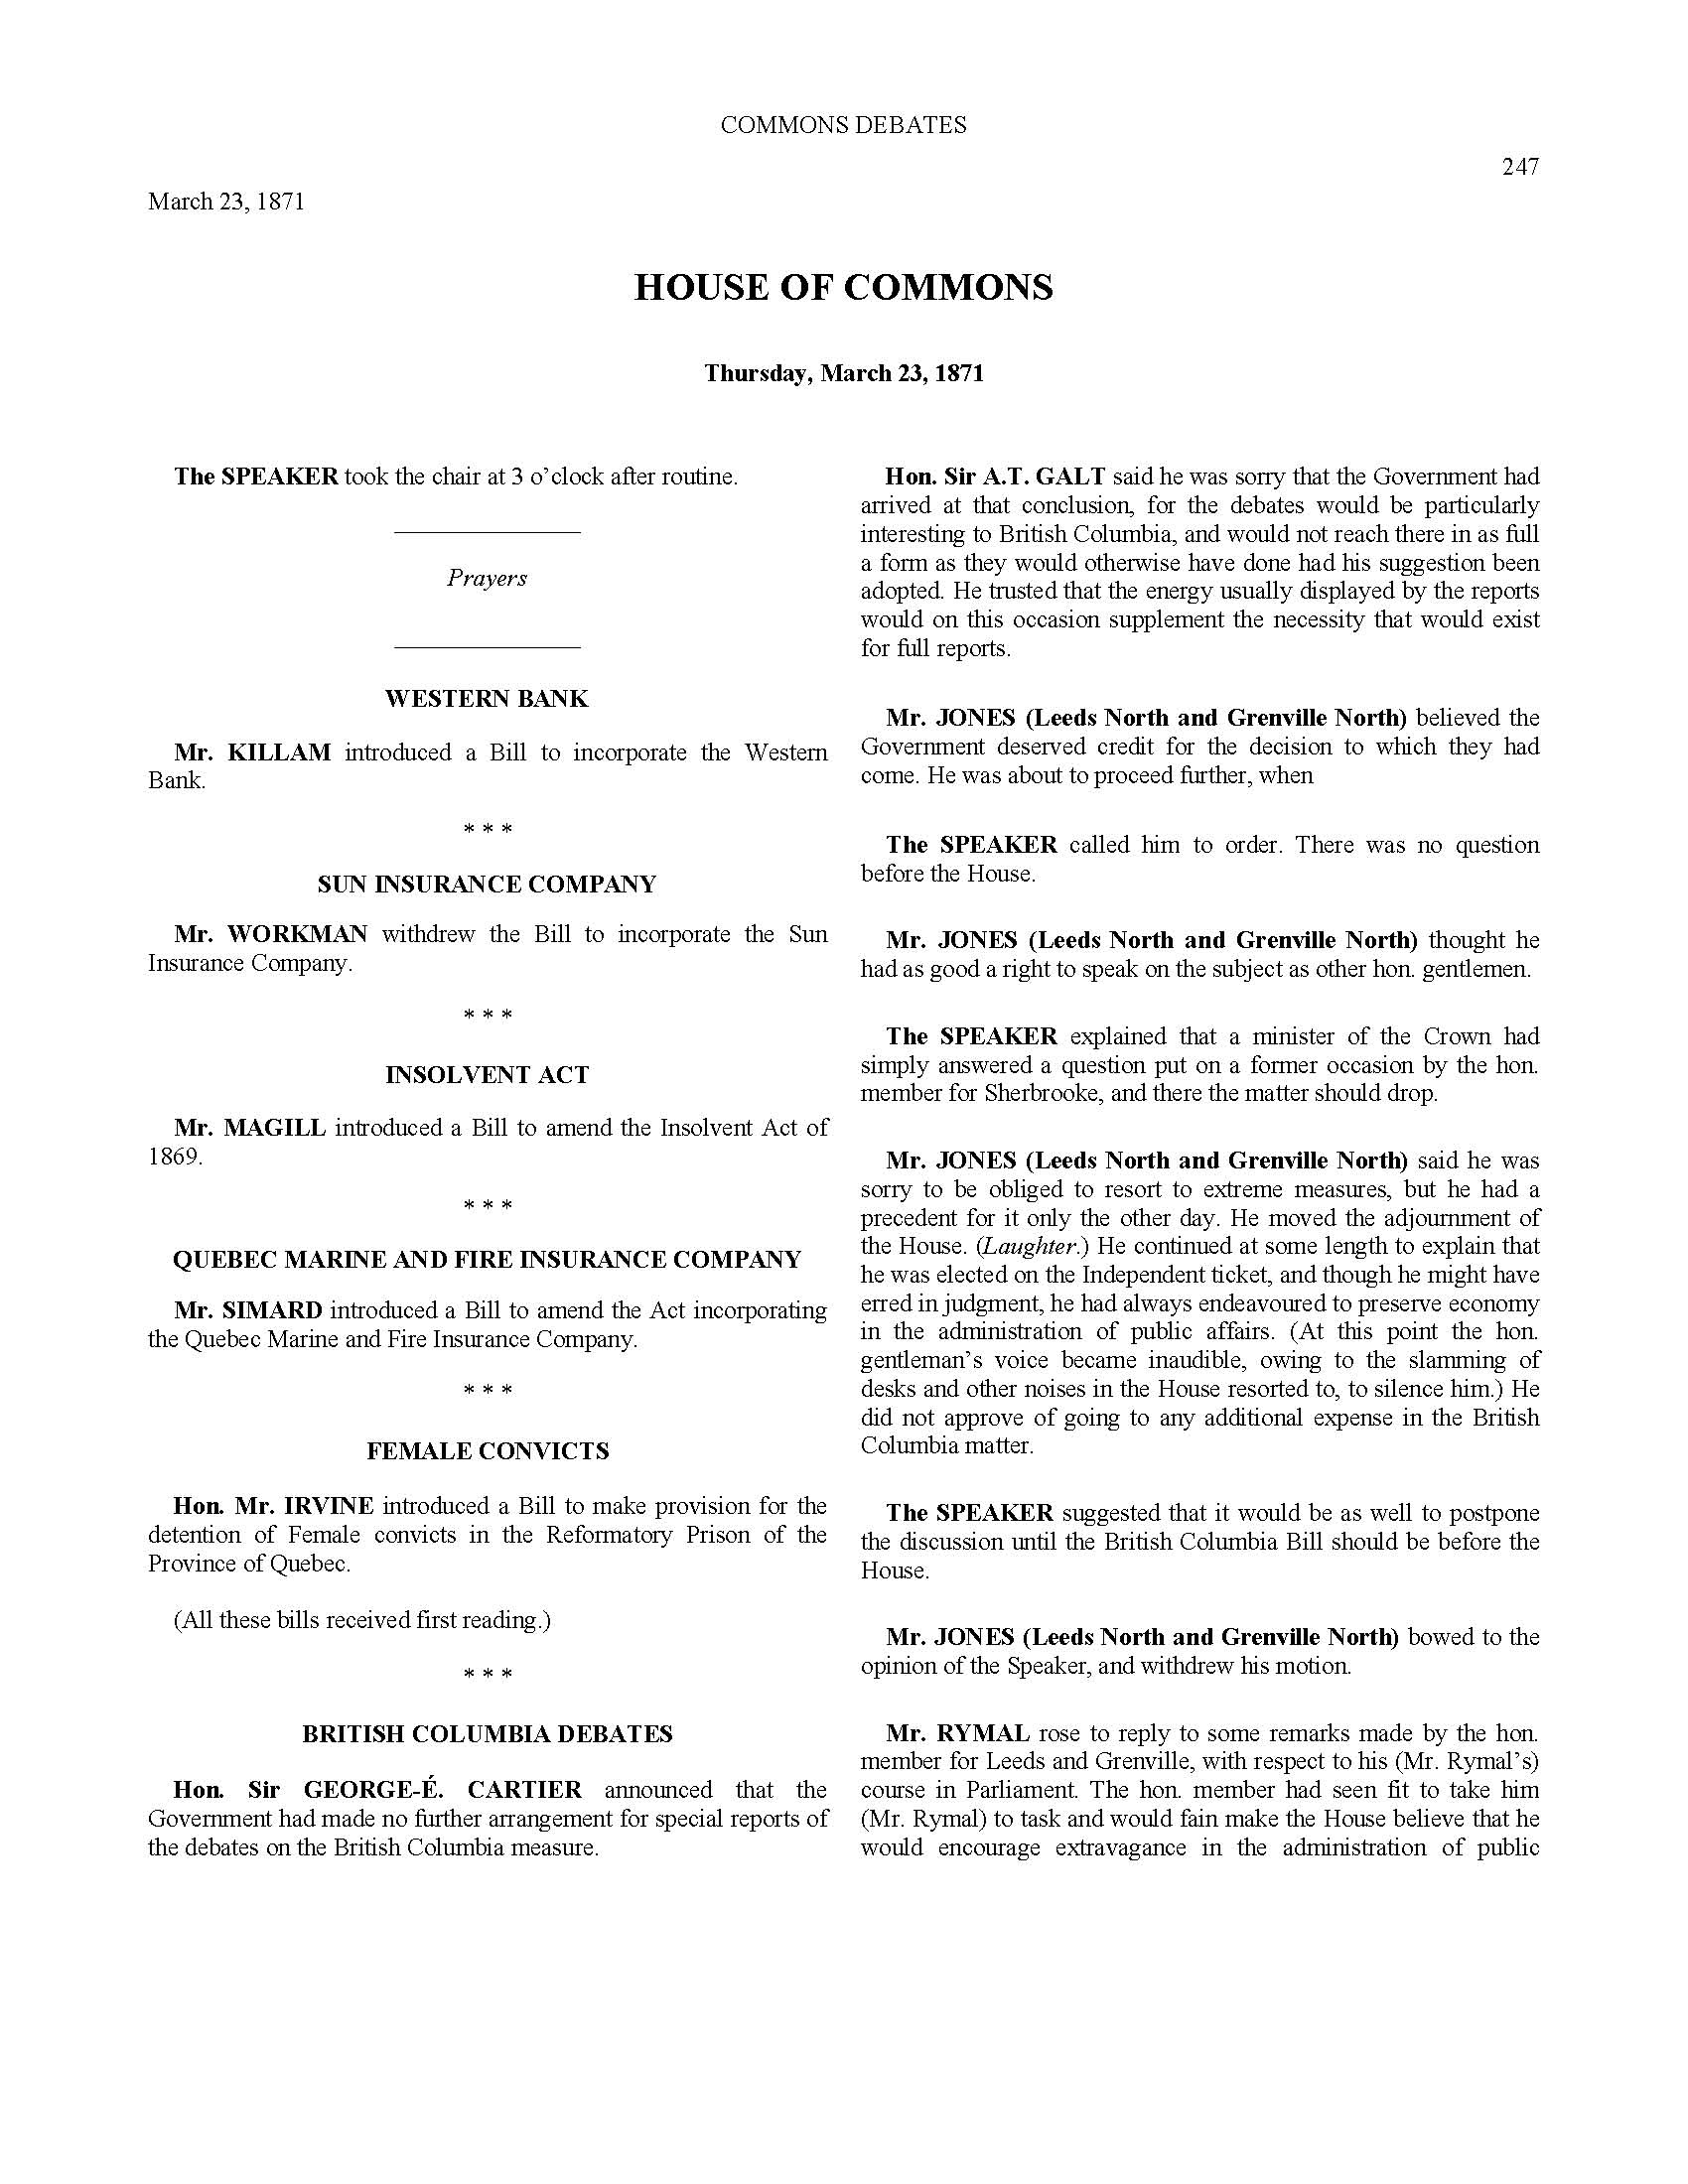 COMMONS DEBATES
247
March 23, 1871
HOUSE OF COMMONS
Thursday, March 23, 1871
The SPEAKER took the chair at 3 o’clock after routine.
Prayers
WESTERN BANK
Mr. KILLAM introduced a Bill to incorporate the Western
Bank.
* * *
SUN INSURANCE COMPANY
Mr. WORKMAN withdrew the Bill to incorporate the Sun
Insurance Company.
* * *
INSOLVENT ACT
Mr. MAGILL introduced a Bill to amend the Insolvent Act of
1869.
* * *
QUEBEC MARINE AND FIRE INSURANCE COMPANY
Mr. SIMARD introduced a Bill to amend the Act incorporating
the Quebec Marine and Fire Insurance Company.
* * *
FEMALE CONVICTS
Hon. Mr. IRVINE introduced a Bill to make provision for the
detention of Female convicts in the Reformatory Prison of the
Province of Quebec.
(All these bills received first reading.)
* * *
BRITISH COLUMBIA DEBATES
Hon. Sir GEORGE-É. CARTIER announced that the
Government had made no further arrangement for special reports of
the debates on the British Columbia measure.
Hon. Sir A.T. GALT said he was sorry that the Government had
arrived at that conclusion, for the debates would be particularly
interesting to British Columbia, and would not reach there in as full
a form as they would otherwise have done had his suggestion been
adopted. He trusted that the energy usually displayed by the reports
would on this occasion supplement the necessity that would exist
for full reports.
Mr. JONES (Leeds North and Grenville North) believed the
Government deserved credit for the decision to which they had
come. He was about to proceed further, when
The SPEAKER called him to order. There was no question
before the House.
Mr. JONES (Leeds North and Grenville North) thought he
had as good a right to speak on the subject as other hon. gentlemen.
The SPEAKER explained that a minister of the Crown had
simply answered a question put on a former occasion by the hon.
member for Sherbrooke, and there the matter should drop.
Mr. JONES (Leeds North and Grenville North) said he was
sorry to be obliged to resort to extreme measures, but he had a
precedent for it only the other day. He moved the adjournment of
the House. (Laughter.) He continued at some length to explain that
he was elected on the Independent ticket, and though he might have
erred in judgment, he had always endeavoured to preserve economy
in the administration of public affairs. (At this point the hon.
gentleman’s voice became inaudible, owing to the slamming of
desks and other noises in the House resorted to, to silence him.) He
did not approve of going to any additional expense in the British
Columbia matter.
The SPEAKER suggested that it would be as well to postpone
the discussion until the British Columbia Bill should be before the
House.
Mr. JONES (Leeds North and Grenville North) bowed to the
opinion of the Speaker, and withdrew his motion.
Mr. RYMAL rose to reply to some remarks made by the hon.
member for Leeds and Grenville, with respect to his (Mr. Rymal’s)
course in Parliament. The hon. member had seen fit to take him
(Mr. Rymal) to task and would fain make the House believe that he
would encourage extravagance in the administration of public